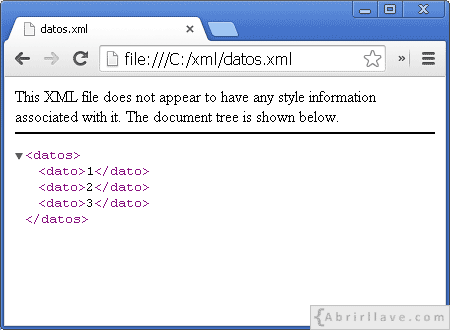 datos.xml
file:///C:/xml/datos.xml
This XML file does not appear to have any style information
associated with it. The document tree is shown below.
<datos>
<dato>1</dato>
<dato>2</dato>
<dato>3</dato>
</datos>
{Abrirllave.com